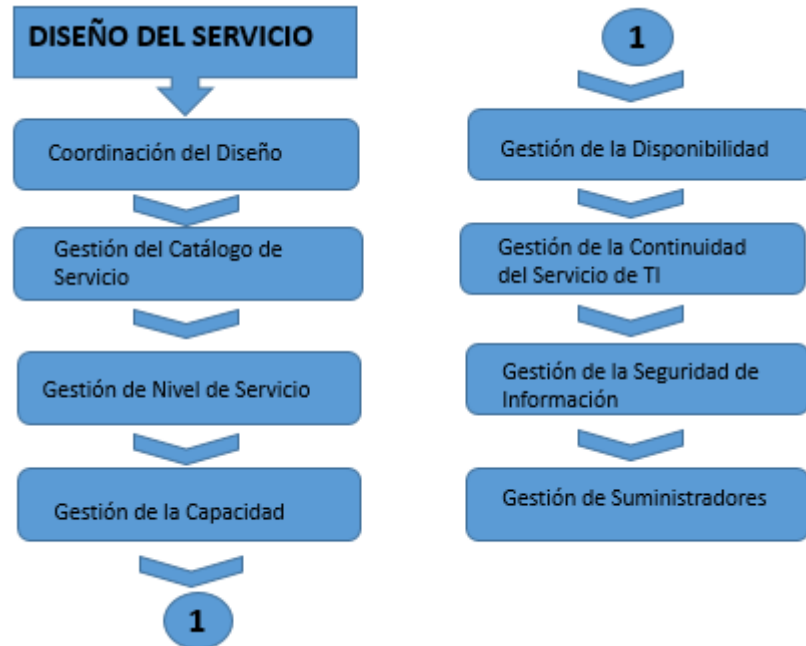 DISEÑO DEL SERVICIO
Coordinación del Diseño
Gestión del Catálogo de
Servicio
Gestión de Nivel de Servicio
Gestión de la Capacidad
1
1
Gestión de la Disponibilidad
Gestión de la Continuidad
del Servicio de TI
Gestión de la Seguridad de
Información
Gestión de Suministradores